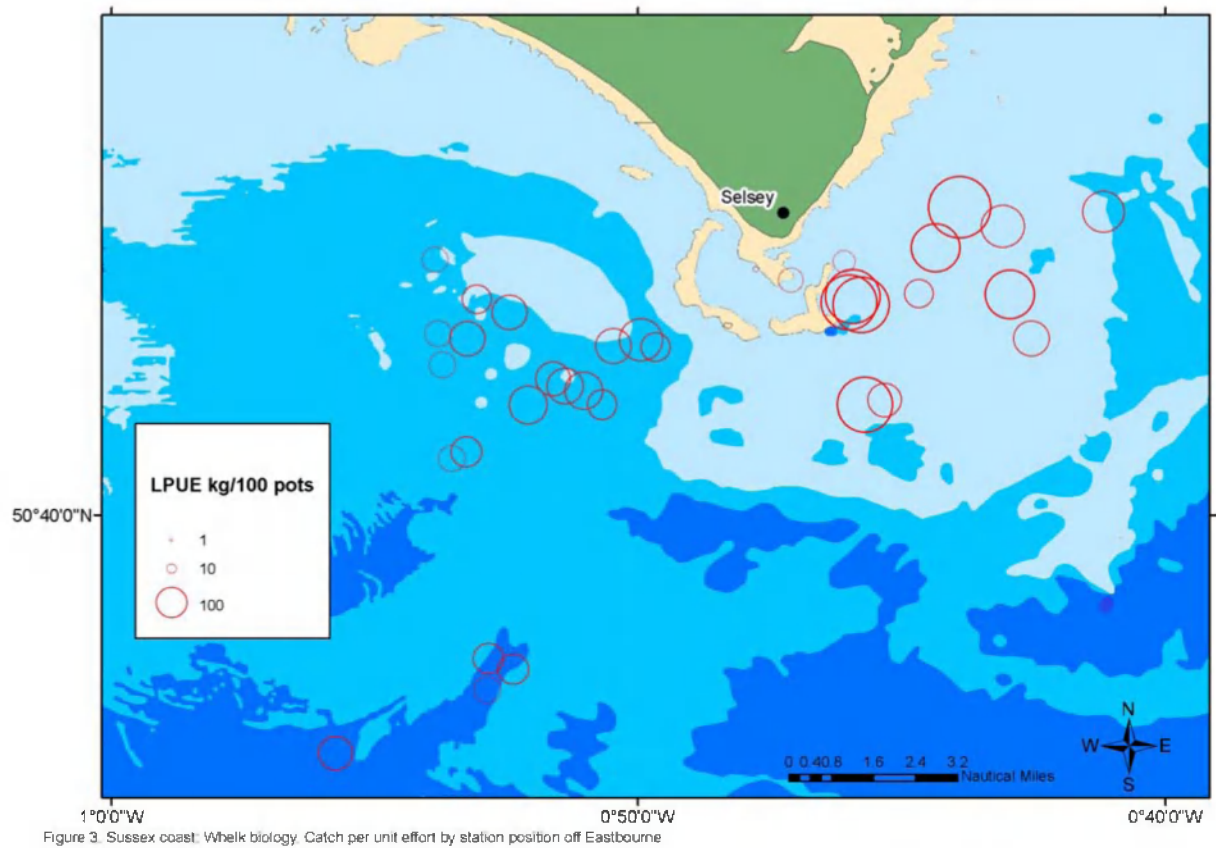 Selsey
50°40'0"N
LPUE kg/100 pots
1
10
100
N
W E
S
0 0.40.8 1.6 2.4 3.2
Nautical Miles
1°0'0"W 0°50'0"W 0°40'0"W
Figure 3. Sussex coast: Whelk biology. Catch per unit effort by station position off Eastbourne